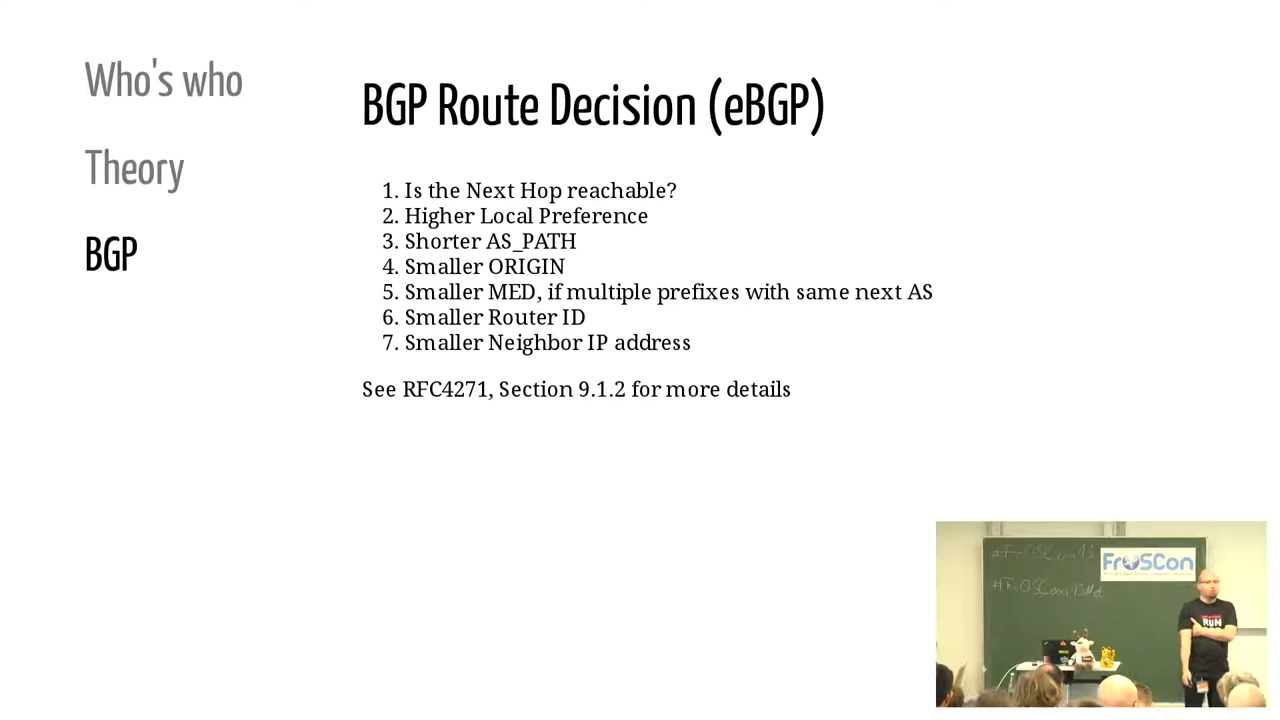 Who's who
Theory
BGP
BGP Route Decision (eBGP)
1. Is the Next Hop reachable?
2. Higher Local Preference
3. Shorter AS_PATH
4. Smaller ORIGIN
5. Smaller MED, if multiple prefixes with same next AS
6. Smaller Router ID
7. Smaller Neighbor IP address
See RFC4271, Section 9.1.2 for more details
FrOSCon
RUN